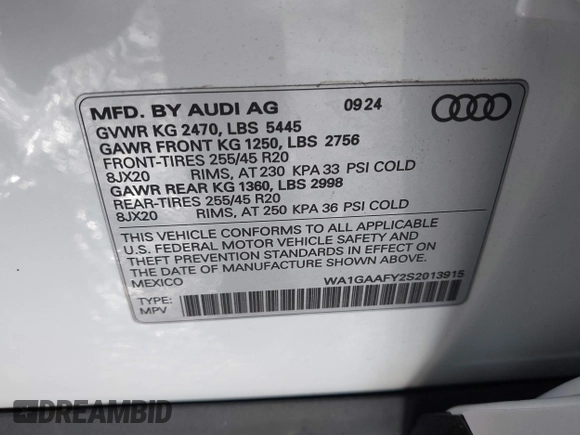 MFD. BY AUDI AG 09 24
GVWR KG 2470, LBS 5445
GAWR FRONT KG 1250, LBS 2756
FRONT-TIRES 255/45 R20
8JX20 RIMS, AT 230 KPA 33 PSI COLD
GAWR REAR KG 1360, LBS 2998
REAR-TIRES 255/45 R20
8JX20 RIMS, AT 250 KPA 36 PSI COLD
THIS VEHICLE CONFORMS TO ALL APPLICABLE
U.S. FEDERAL MOTOR VEHICLE SAFETY AND
THEFT PREVENTION STANDARDS IN EFFECT ON
THE DATE OF MANUFACTURE SHOWN ABOVE.
MEXICO WA1GAAFY2S2013915
TYPE:
MPV
DREAMBID